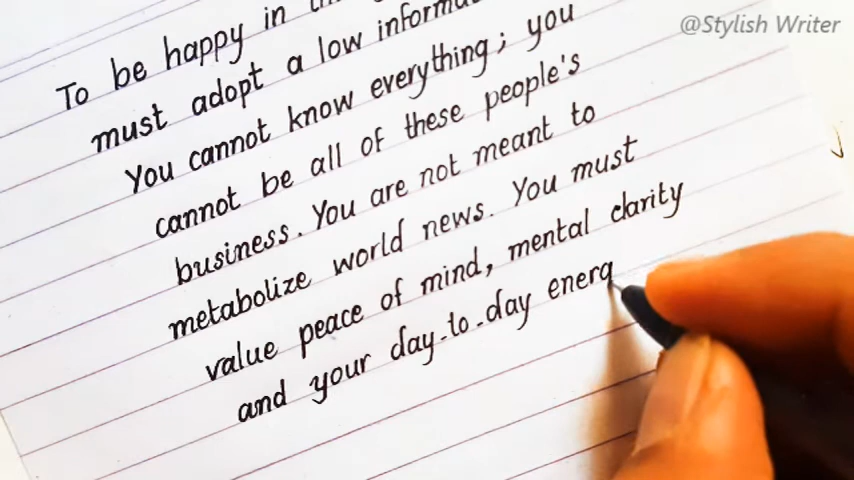 @Stylish Writer
To be happy in
must adopt a low
You cannot know everything; you
cannot be all of these people's
business. You are not meant to
metabolize world news. You must
value peace of mind, mental clarity
and your day-to-day